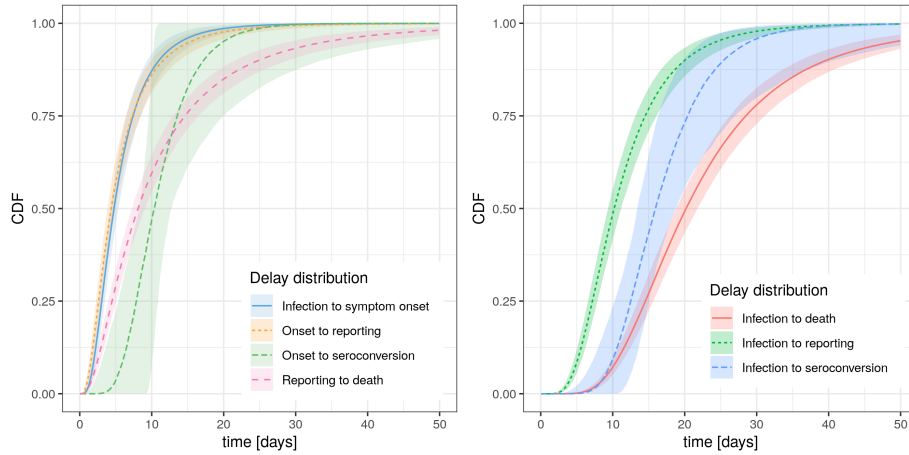 1.00
0.75
0.50
0.25
0.00
CDF
0 10 20 30 40 50
time [days]
Delay distribution
Infection to symptom onset
Onset to reporting
Onset to seroconversion
Reporting to death
1.00
0.75
0.50
0.25
0.00
CDF
0 10 20 30 40 50
time [days]
Delay distribution
Infection to death
Infection to reporting
Infection to seroconversion